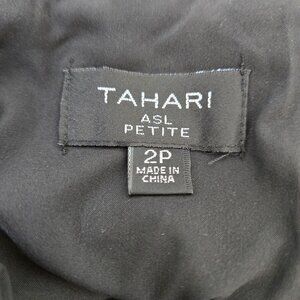 TAHARI
ASL
PETITE
2P
MADE IN
CHINA